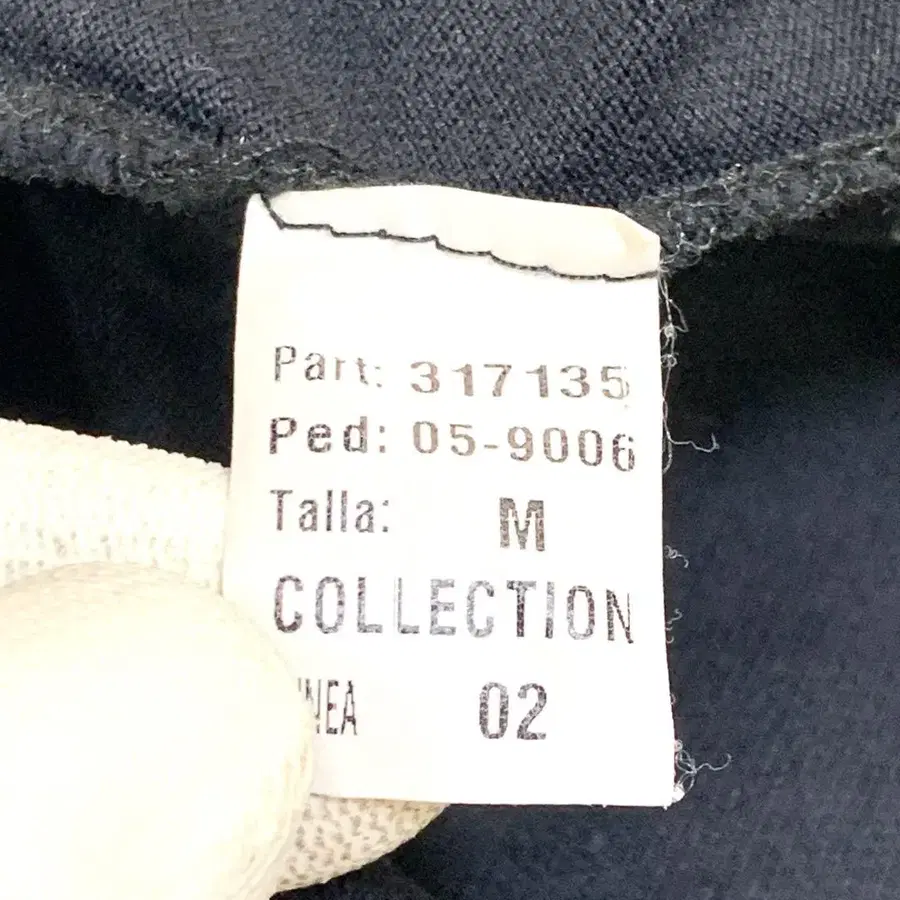 Part: 317135
Ped: 05-9006
Talla: M
COLLECTION
02